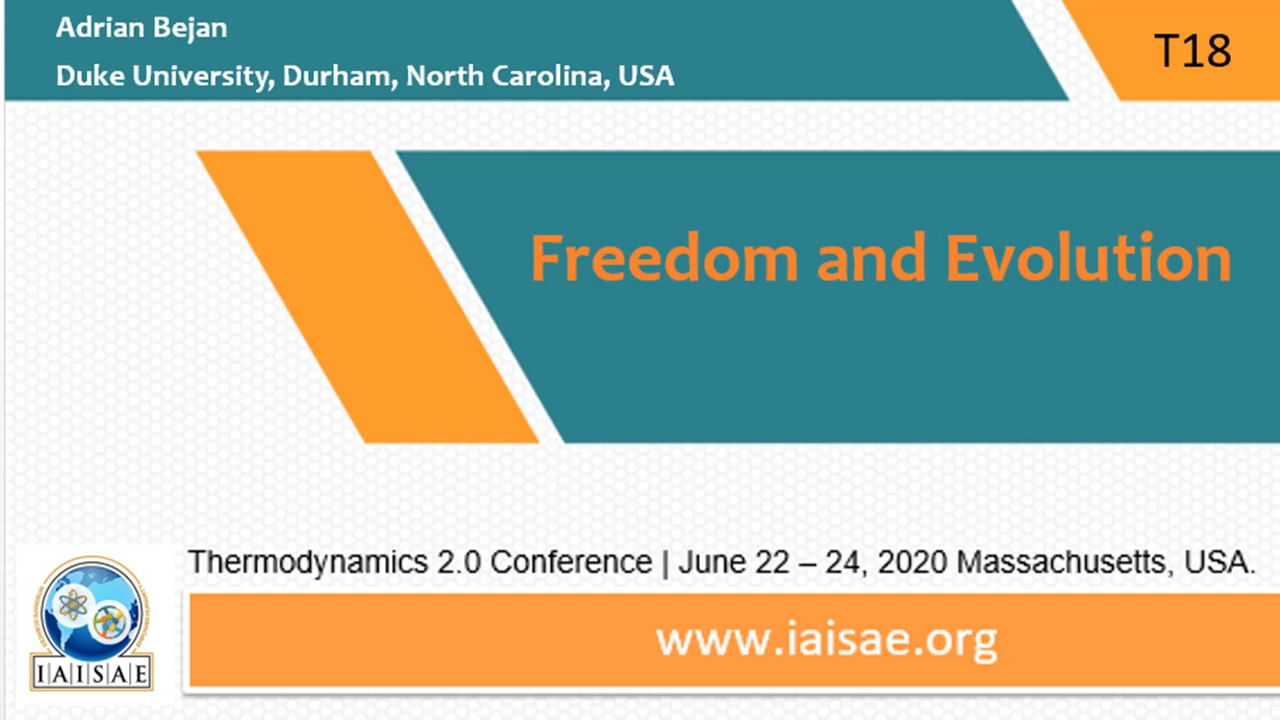 Adrian Bejan
Duke University, Durham, North Carolina, USA
T18
Freedom and Evolution
Thermodynamics 2.0 Conference | June 22 – 24, 2020 Massachusetts, USA.
www.iaisae.org
I|A|I|S|A|E